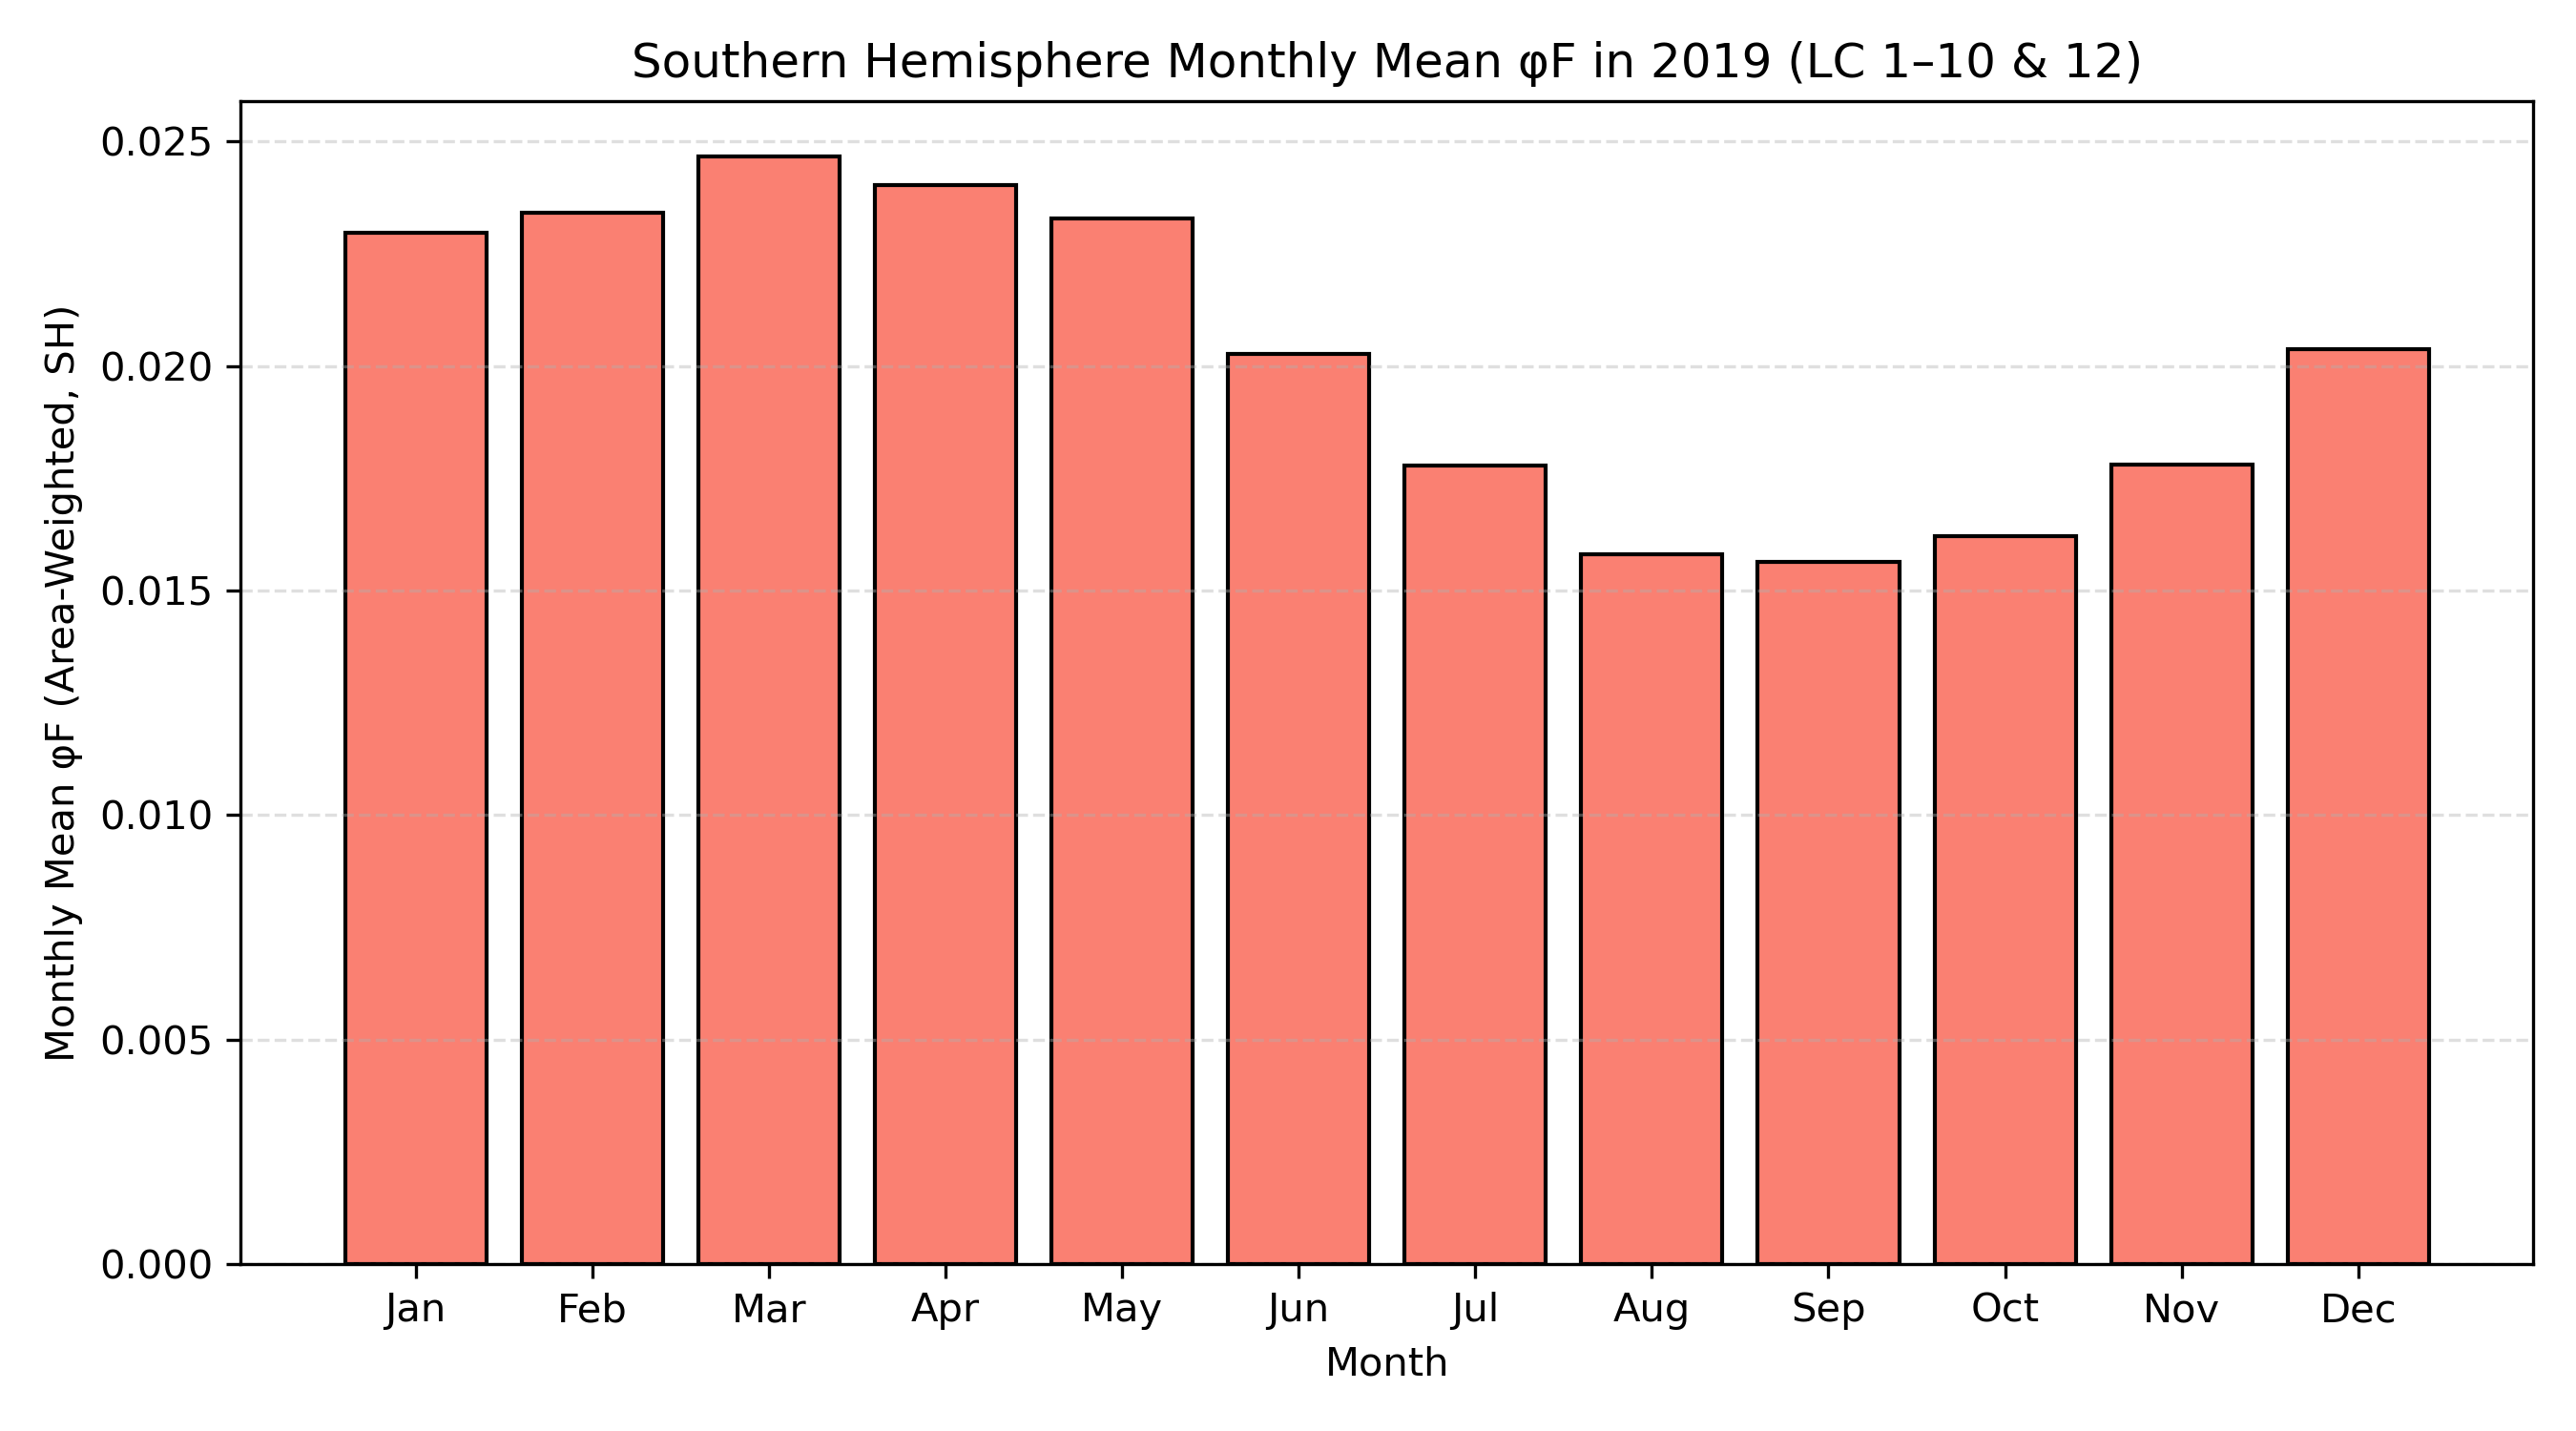 Southern Hemisphere Monthly Mean φF in 2019 (LC 1–10 & 12)
Monthly Mean φF (Area-Weighted, SH)
0.025
0.020
0.015
0.010
0.005
0.000
Jan Feb Mar Apr May Jun Jul Aug Sep Oct Nov Dec
Month